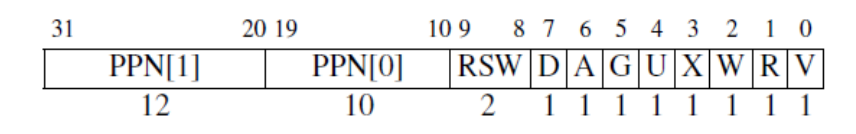 31 20 19 10 9 8 7 6 5 4 3 2 1 0
PPN[1] PPN[0] RSW D A G U X W R V
12 10 2 1 1 1 1 1 1 1 1